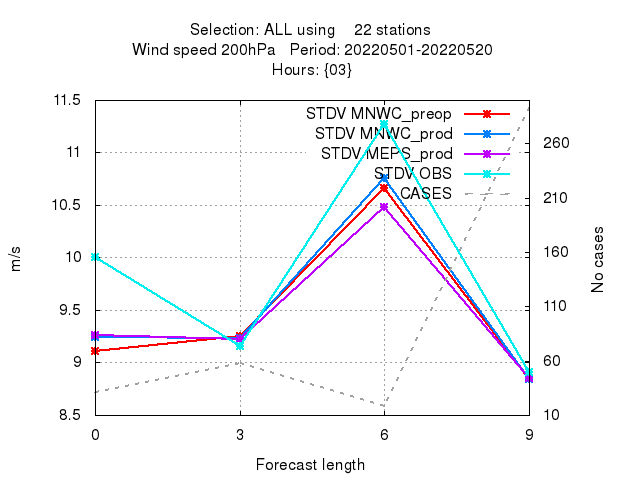 Selection: ALL using 22 stations
Wind speed 200hPa Period: 20220501-20220520
Hours: {03}
11.5
11
10.5
10
9.5
9
8.5
m/s
STDV MNWC_preop
STDV MNWC_prod
STDV MEPS_prod
STDV OBS
CASES
260
210
160
110
60
10
No cases
0 3 6 9
Forecast length